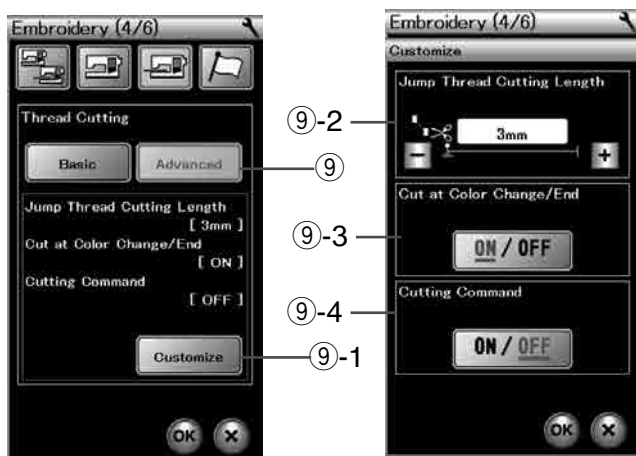 Embroidery (4/6)
Thread Cutting
Basic
Advanced
Jump Thread Cutting Length
[ 3mm ]
Cut at Color Change/End
[ ON ]
Cutting Command
[ OFF ]
Customize
OK
X
⑨-2
⑨
⑨-3
⑨-4
⑨-1
Embroidery (4/6)
Customize
Jump Thread Cutting Length
3mm
− +
Cut at Color Change/End
ON / OFF
Cutting Command
ON / OFF
OK
X